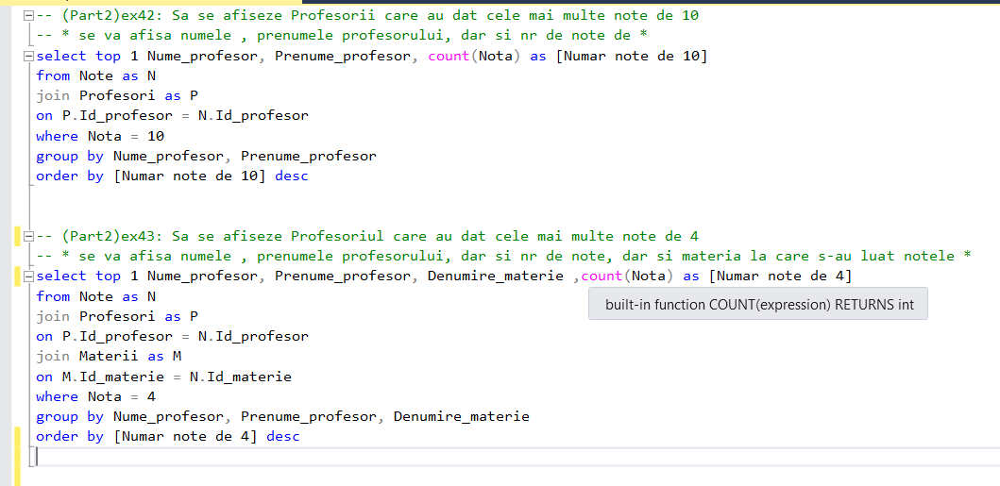 -- (Part2)ex42: Sa se afiseze Profesorii care au dat cele mai multe note de 10
-- * se va afisa numele , prenumele profesorului, dar si nr de note de *
select top 1 Nume_profesor, Prenume_profesor, count(Nota) as [Numar note de 10]
from Note as N
join Profesori as P
on P.Id_profesor = N.Id_profesor
where Nota = 10
group by Nume_profesor, Prenume_profesor
order by [Numar note de 10] desc
-- (Part2)ex43: Sa se afiseze Profesoriul care au dat cele mai multe note de 4
-- * se va afisa numele , prenumele profesorului, dar si nr de note, dar si materia la care s-au luat notele *
select top 1 Nume_profesor, Prenume_profesor, Denumire_materie ,count(Nota) as [Numar note de 4]
from Note as N
built-in function COUNT(expression) RETURNS int
join Profesori as P
on P.Id_profesor = N.Id_profesor
join Materii as M
on M.Id_materie = N.Id_materie
where Nota = 4
group by Nume_profesor, Prenume_profesor, Denumire_materie
order by [Numar note de 4] desc